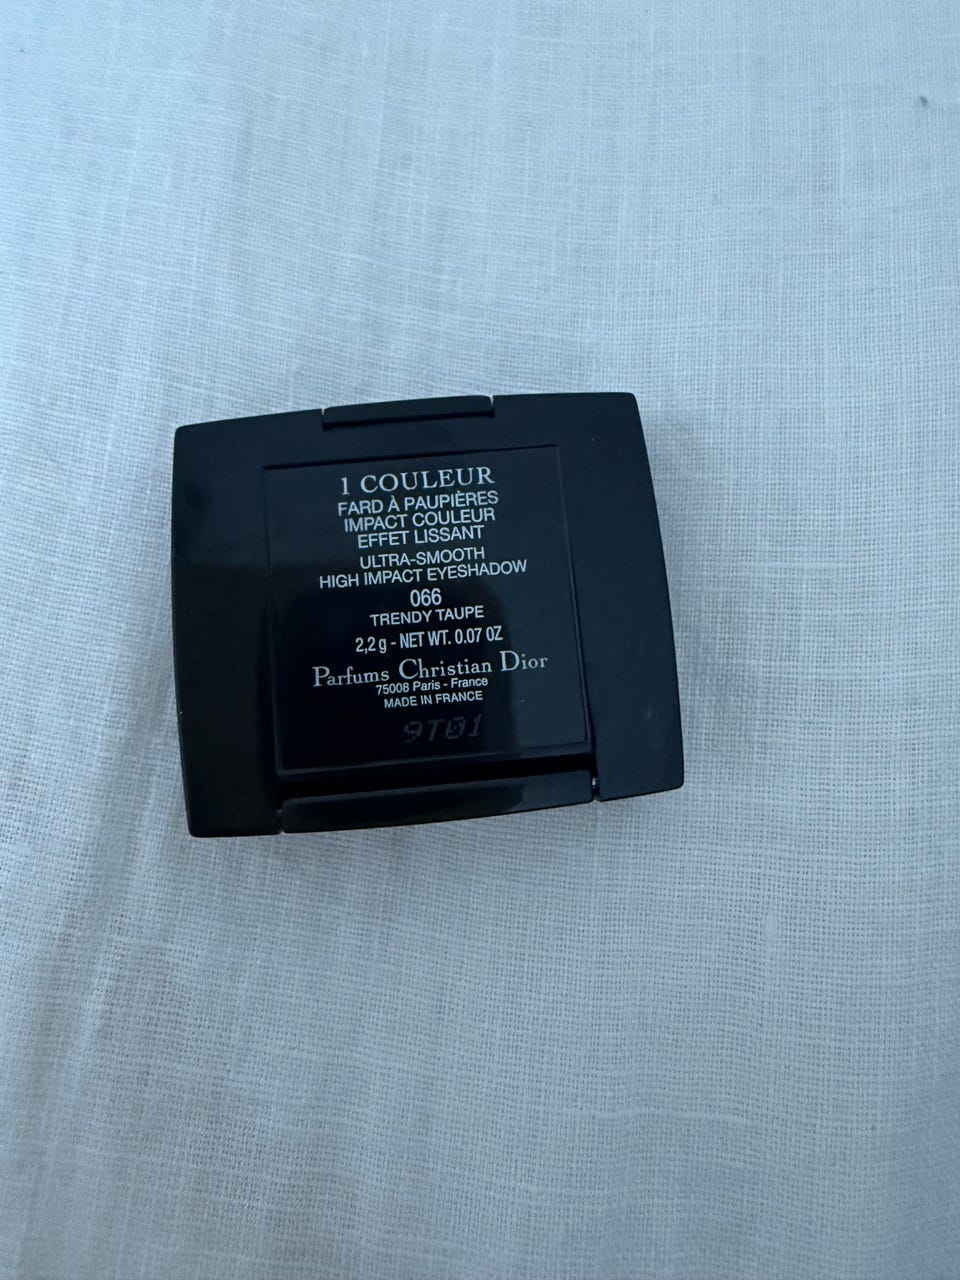 1 COULEUR
FARD À PAUPIÈRES
IMPACT COULEUR
EFFET LISSANT
ULTRA-SMOOTH
HIGH IMPACT EYESHADOW
066
TRENDY TAUPE
2,2 g - NET WT. 0.07 OZ
Parfums Christian Dior
75008 Paris - France
MADE IN FRANCE
9T01